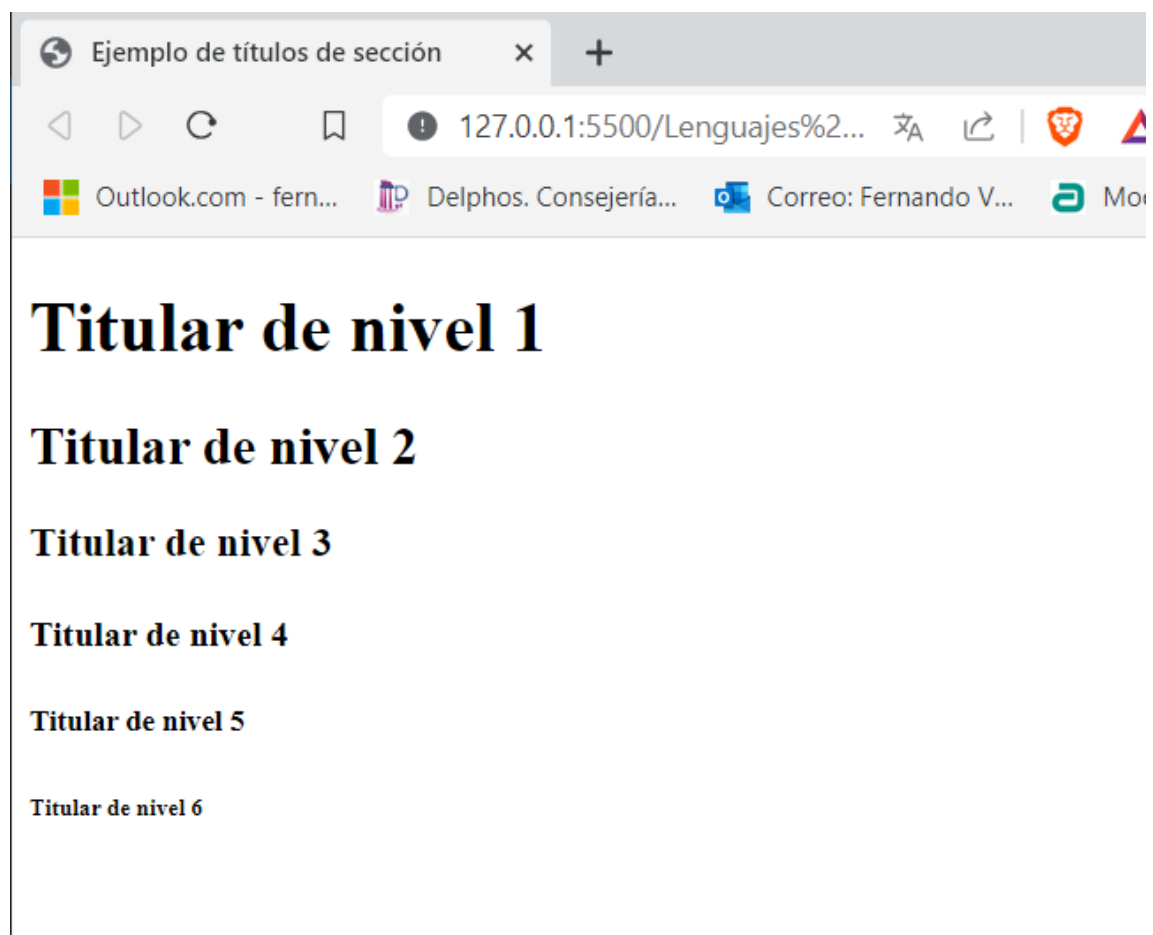 Ejemplo de títulos de sección
127.0.0.1:5500/Lenguajes%2...
Outlook.com - fern... Delphos. Consejería... Correo: Fernando V...
Titular de nivel 1
Titular de nivel 2
Titular de nivel 3
Titular de nivel 4
Titular de nivel 5
Titular de nivel 6